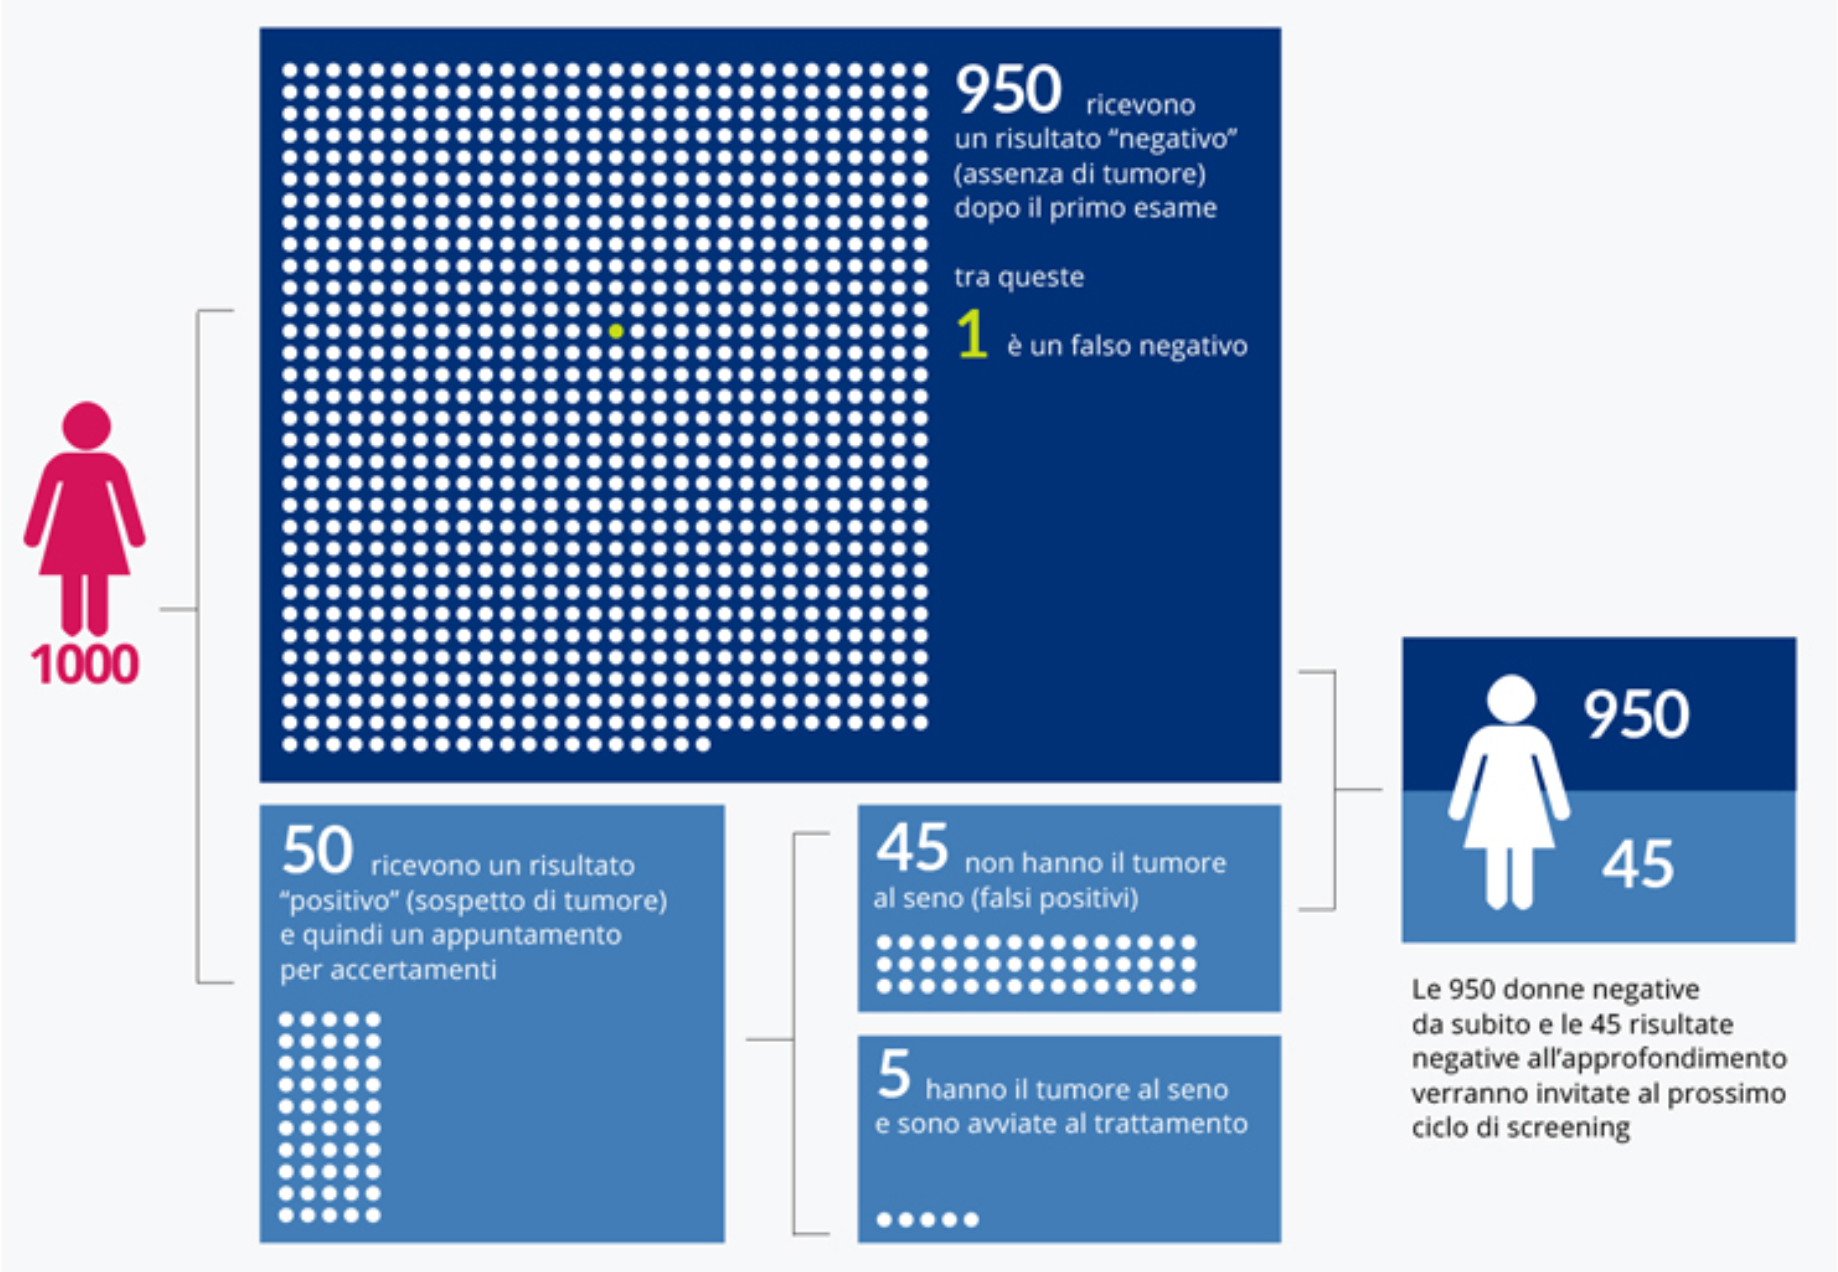 1000
950 ricevono
un risultato “negativo”
(assenza di tumore)
dopo il primo esame
tra queste
1 è un falso negativo
50 ricevono un risultato
“positivo” (sospetto di tumore)
e quindi un appuntamento
per accertamenti
45 non hanno il tumore
al seno (falsi positivi)
5 hanno il tumore al seno
e sono avviate al trattamento
950
45
Le 950 donne negative
da subito e le 45 risultate
negative all’approfondimento
verranno invitate al prossimo
ciclo di screening